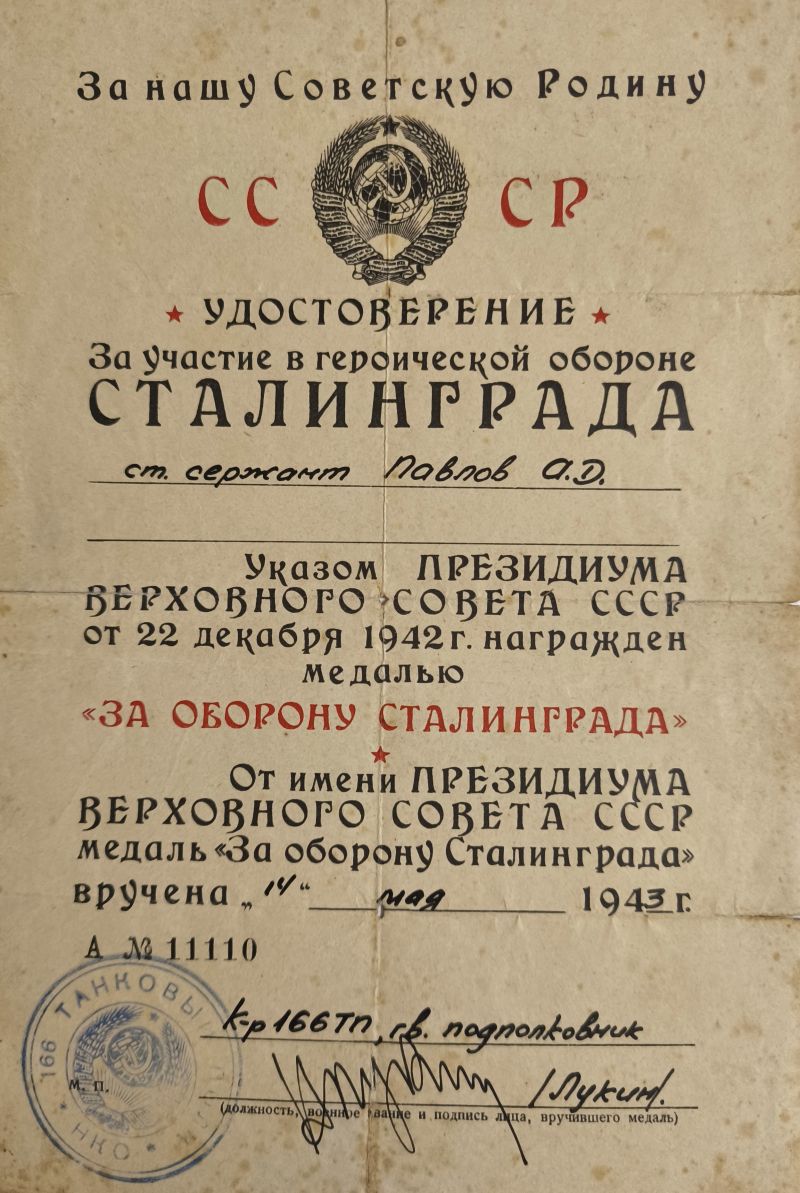 За нашу Советскую Родину
СС СР
УДОСТОВЕРЕНИЕ
За участие в героической обороне
СТАЛИНГРАДА
ст. сержант Павлов А.Д.
Указом ПРЕЗИДИУМА
ВЕРХОВНОГО СОВЕТА СССР
от 22 декабря 1942 г. награжден
медалью
«ЗА ОБОРОНУ СТАЛИНГРАДА»
От имени ПРЕЗИДИУМА
ВЕРХОВНОГО СОВЕТА СССР
медаль «За оборону Сталинграда»
вручена „14“ мая 1943 г.
А № 11110
166 ТАНКОВЫЙ
НКО
К-р 166 ТП, гв. подполковник
/Лукин/.
м. п.
(должность, военное звание и подпись лица, вручившего медаль)